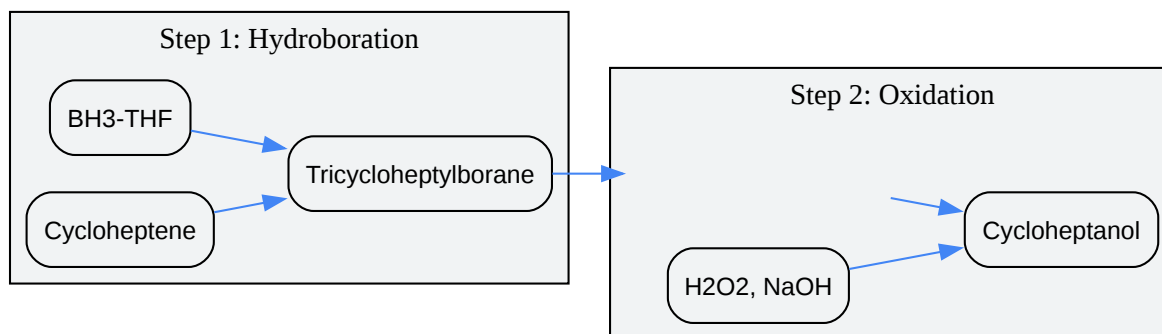 Step 1: Hydroboration
BH3-THF
Cycloheptene
Tricycloheptylborane
Step 2: Oxidation
H2O2, NaOH
Cycloheptanol